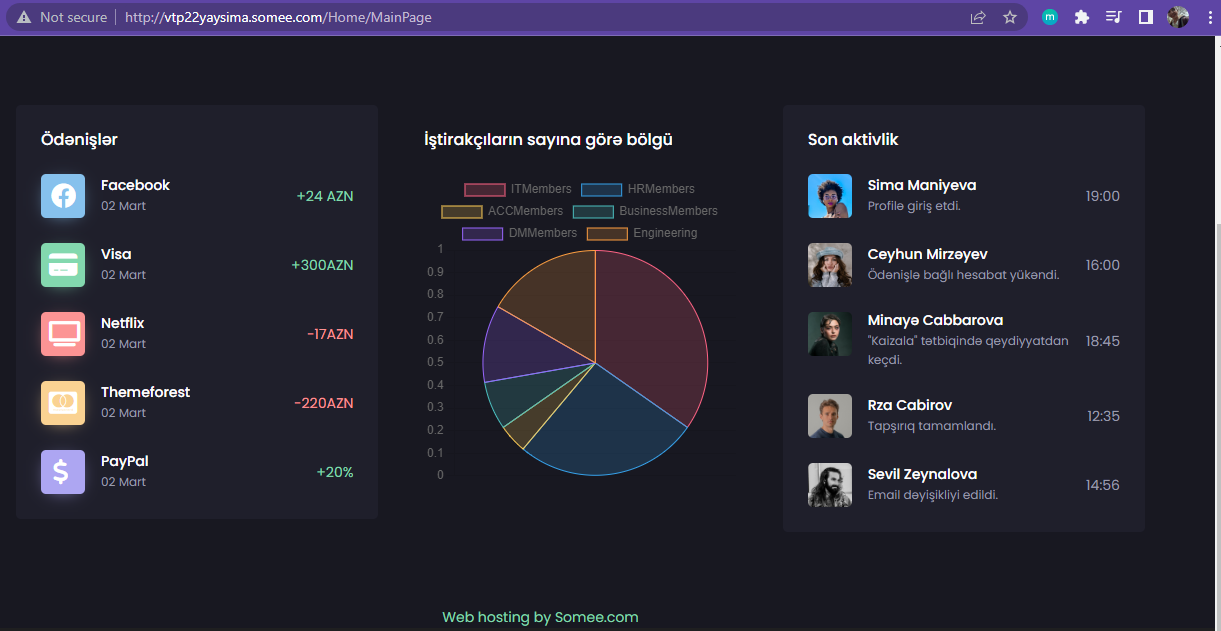 Not secure
http://vtp22yaysima.somee.com/Home/MainPage
m
Ödənişlər
Facebook
02 Mart
+24 AZN
Visa
02 Mart
+300AZN
Netflix
02 Mart
-17AZN
Themeforest
02 Mart
-220AZN
PayPal
02 Mart
+20%
İştirakçıların sayına görə bölgü
ITMembers
HRMembers
ACCMembers
BusinessMembers
DMMembers
Engineering
1
0.9
0.8
0.7
0.6
0.5
0.4
0.3
0.2
0.1
0
Son aktivlik
Sima Maniyeva
Profilə giriş etdi.
19:00
Ceyhun Mirzəyev
Ödənişlə bağlı hesabat yükəndi.
16:00
Minayə Cabbarova
"Kaizala" tətbiqində qeydiyyatdan
keçdi.
18:45
Rza Cabirov
Tapşırıq tamamlandı.
12:35
Sevil Zeynalova
Email dəyişikliyi edildi.
14:56
Web hosting by Somee.com